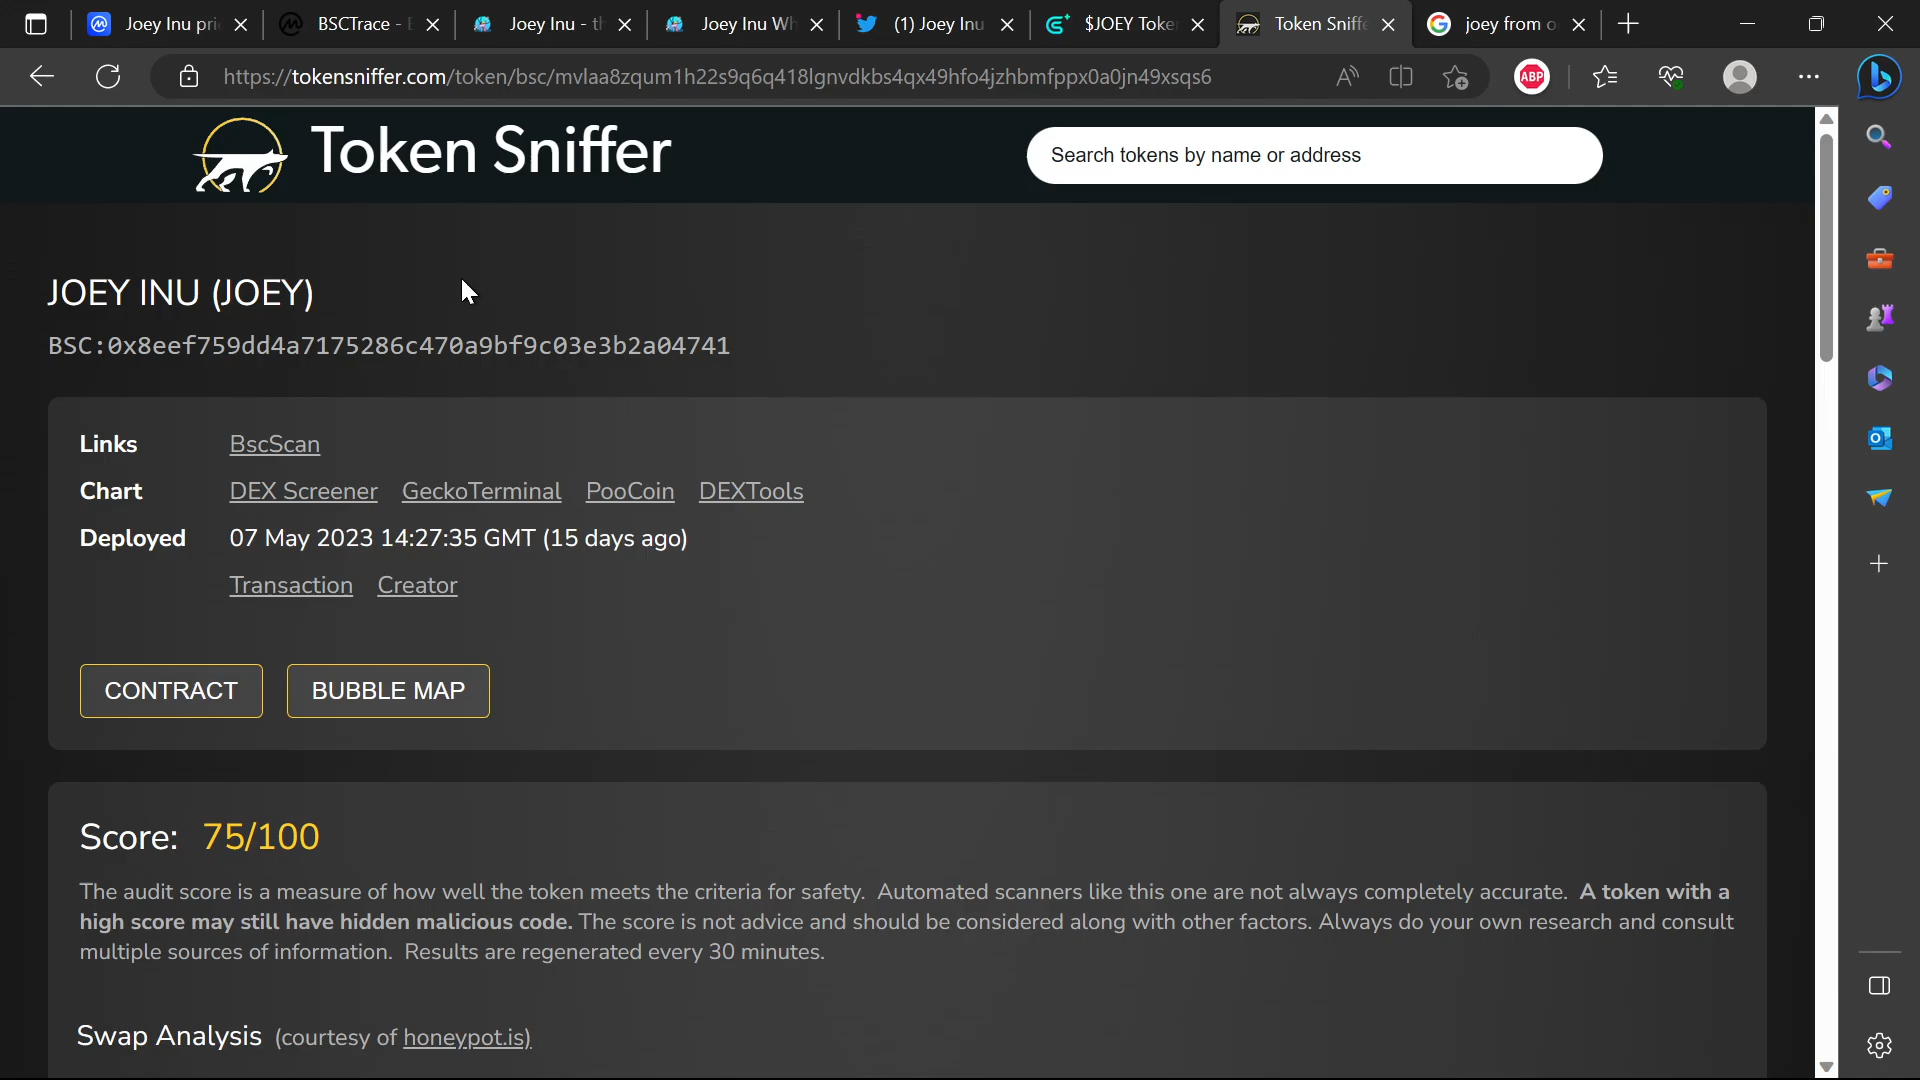 Joey Inu pri
BSCTrace - B
Joey Inu - th
Joey Inu Wh
(1) Joey Inu
$JOEY Toke
Token Sniffe
joey from o
https://tokensniffer.com/token/bsc/mvlaa8zqum1h22s9q6q418lgnvdkbs4qx49hfo4jzhbmfppx0a0jn49xsqs6
ABP
Token Sniffer
Search tokens by name or address
JOEY INU (JOEY)
BSC:0x8eef759dd4a7175286c470a9bf9c03e3b2a04741
Links BscScan
Chart DEX Screener GeckoTerminal PooCoin DEXTools
Deployed 07 May 2023 14:27:35 GMT (15 days ago)
Transaction Creator
CONTRACT BUBBLE MAP
Score: 75/100
The audit score is a measure of how well the token meets the criteria for safety. Automated scanners like this one are not always completely accurate. A token with a
high score may still have hidden malicious code. The score is not advice and should be considered along with other factors. Always do your own research and consult
multiple sources of information. Results are regenerated every 30 minutes.
Swap Analysis (courtesy of honeypot.is)